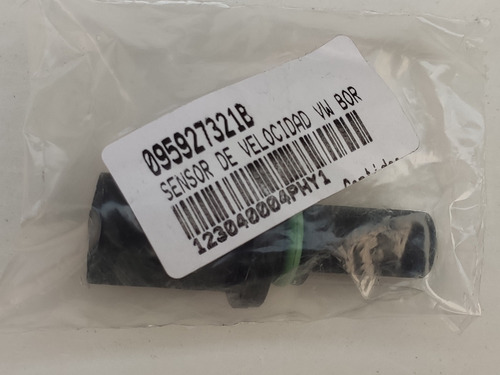 095927321B
SENSOR DE VELOCIDAD VW BOR
123040004PHY1